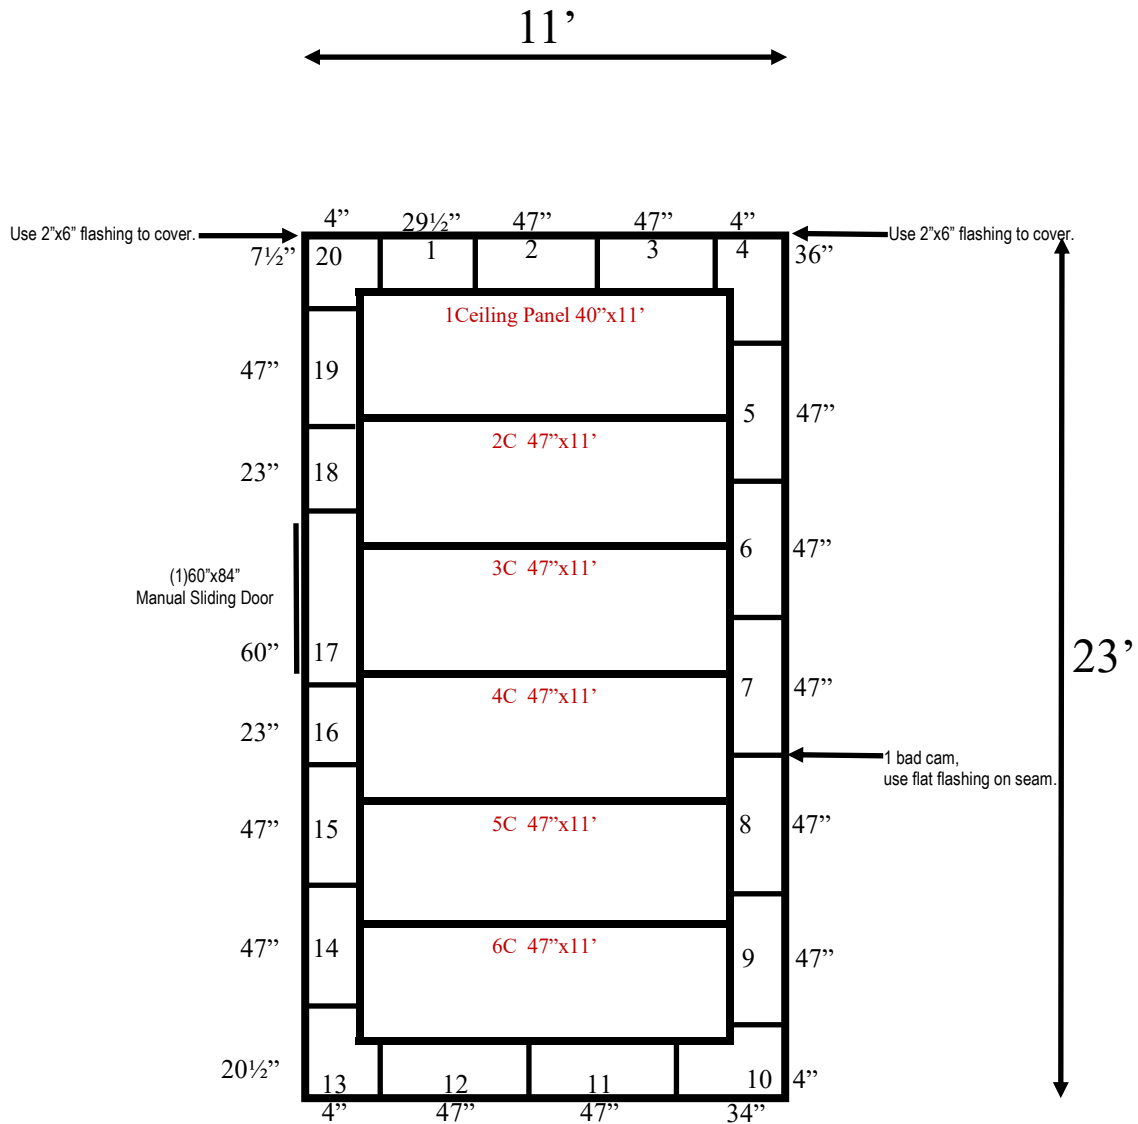 11’
4” 29½” 47” 47” 4”
Use 2”x6” flashing to cover.
Use 2”x6” flashing to cover.
7½” 20 1 2 3 4 36”
1Ceiling Panel 40”x11’
47” 19
5 47”
2C 47”x11’
23” 18
6 47”
3C 47”x11’
(1)60”x84”
Manual Sliding Door
60” 17
23’
7 47”
4C 47”x11’
23” 16
1 bad cam,
use flat flashing on seam.
47” 15
5C 47”x11’
8 47”
47” 14
6C 47”x11’
9 47”
20½”
13 12 11 10 4”
4” 47” 47” 34”